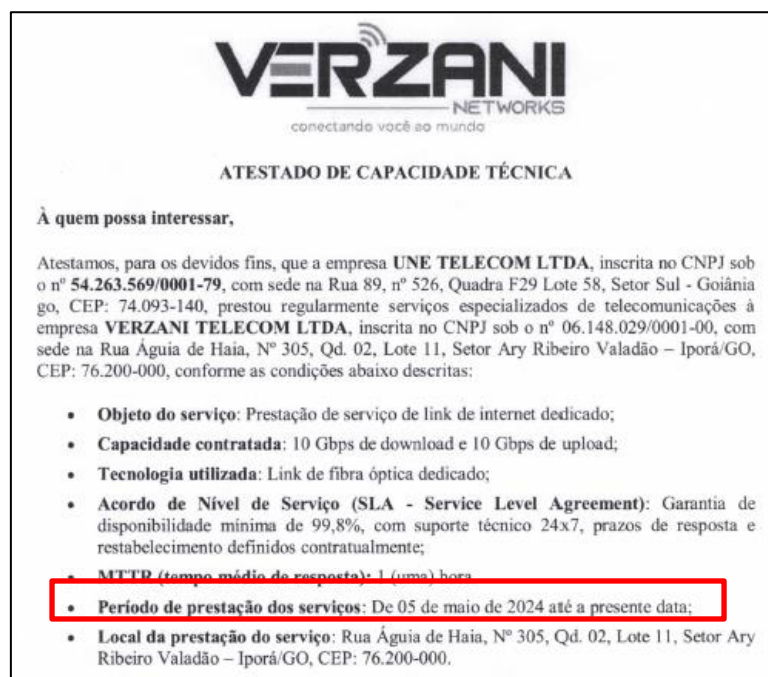 VERZANI
NETWORKS
conectando você ao mundo
ATESTADO DE CAPACIDADE TÉCNICA
À quem possa interessar,
Atestamos, para os devidos fins, que a empresa UNE TELECOM LTDA, inscrita no CNPJ sob
o nº 54.263.569/0001-79, com sede na Rua 89, nº 526, Quadra F29 Lote 58, Setor Sul - Goiânia
go, CEP: 74.093-140, prestou regularmente serviços especializados de telecomunicações à
empresa VERZANI TELECOM LTDA, inscrita no CNPJ sob o nº 06.148.029/0001-00, com
sede na Rua Águia de Haia, Nº 305, Qd. 02, Lote 11, Setor Ary Ribeiro Valadão – Iporá/GO,
CEP: 76.200-000, conforme as condições abaixo descritas:
• Objeto do serviço: Prestação de serviço de link de internet dedicado;
• Capacidade contratada: 10 Gbps de download e 10 Gbps de upload;
• Tecnologia utilizada: Link de fibra óptica dedicado;
• Acordo de Nível de Serviço (SLA - Service Level Agreement): Garantia de
disponibilidade mínima de 99,8%, com suporte técnico 24x7, prazos de resposta e
restabelecimento definidos contratualmente;
• MTTR (tempo médio de resposta): 1 (uma) hora
• Período de prestação dos serviços: De 05 de maio de 2024 até a presente data;
• Local da prestação do serviço: Rua Águia de Haia, Nº 305, Qd. 02, Lote 11, Setor Ary
Ribeiro Valadão – Iporá/GO, CEP: 76.200-000.